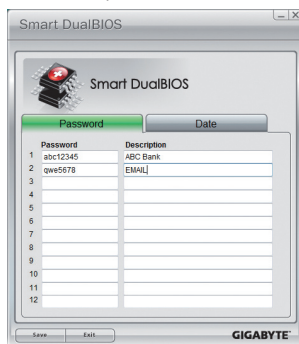 Smart DualBIOS
Smart DualBIOS
Password Date
Password Description
1 abc12345 ABC Bank
2 qwe5678 EMAIL
3
4
5
6
7
8
9
10
11
12
Save Exit GIGABYTE